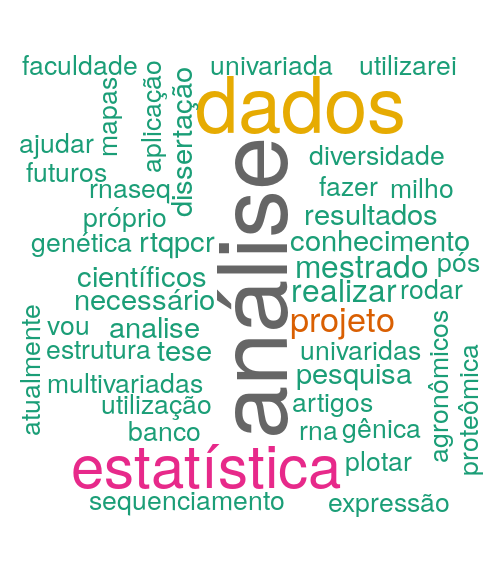 faculdade
univariada
utilizarei
mapas
aplicação
dissertação
dados
ajudar
futuros
rnaseq
análise
diversidade
fazer
milho
próprio
resultados
genética
rtqpcr
conhecimento
científicos
mestrado
pós
necessário
realizar
rodar
atualmente
vou
analise
projeto
estrutura
tese
univaridas
agronômicos
proteômica
multivariadas
pesquisa
utilização
artigos
banco
rna
gênica
estatística
plotar
sequenciamento
expressão